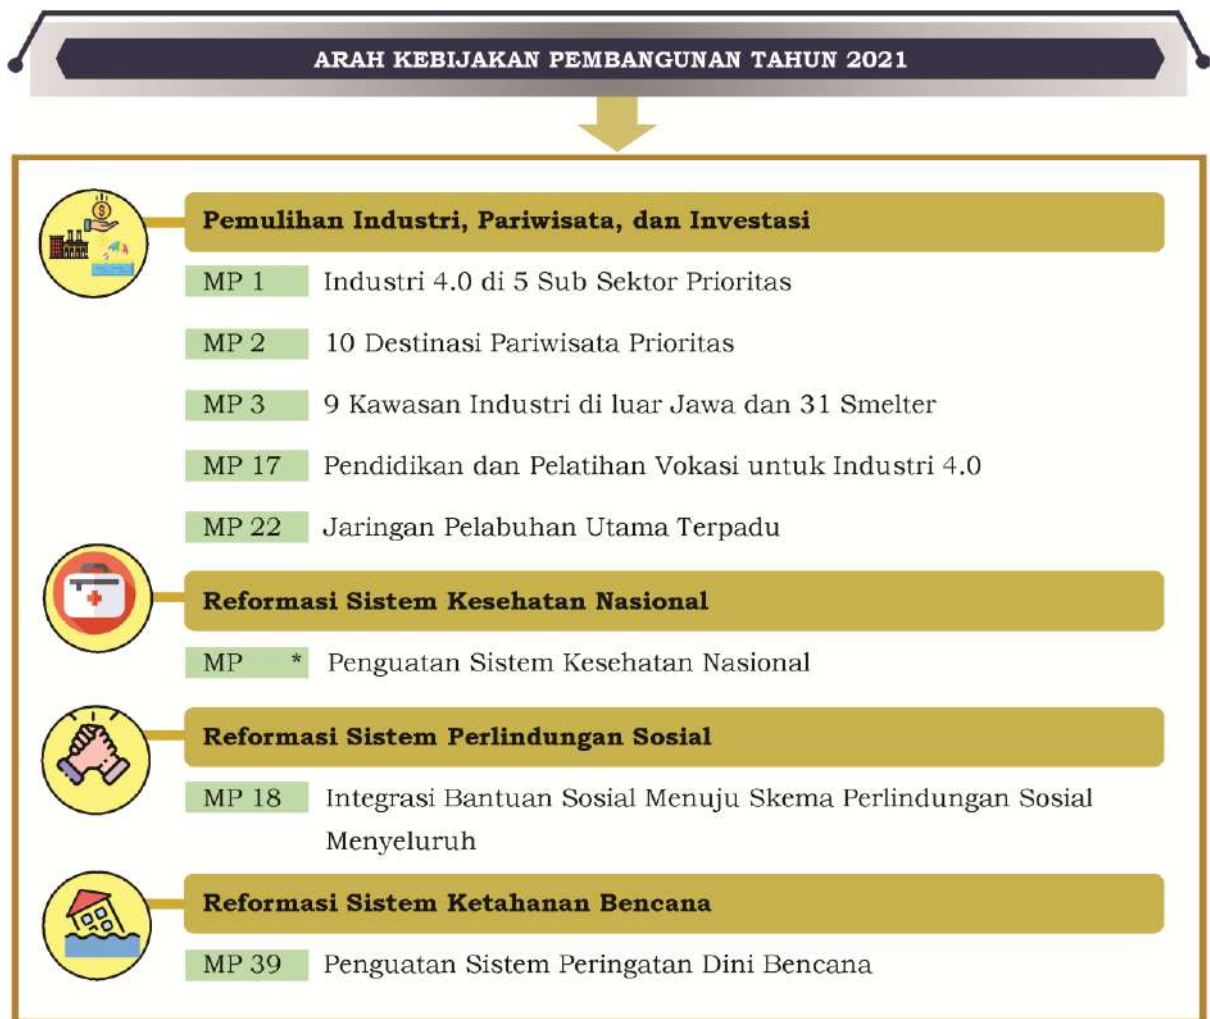 ARAH KEBIJAKAN PEMBANGUNAN TAHUN 2021
Pemulihan Industri, Pariwisata, dan Investasi
MP 1 Industri 4.0 di 5 Sub Sektor Prioritas
MP 2 10 Destinasi Pariwisata Prioritas
MP 3 9 Kawasan Industri di luar Jawa dan 31 Smelter
MP 17 Pendidikan dan Pelatihan Vokasi untuk Industri 4.0
MP 22 Jaringan Pelabuhan Utama Terpadu
Reformasi Sistem Kesehatan Nasional
MP * Penguatan Sistem Kesehatan Nasional
Reformasi Sistem Perlindungan Sosial
MP 18 Integrasi Bantuan Sosial Menuju Skema Perlindungan Sosial
Menyeluruh
Reformasi Sistem Ketahanan Bencana
MP 39 Penguatan Sistem Peringatan Dini Bencana